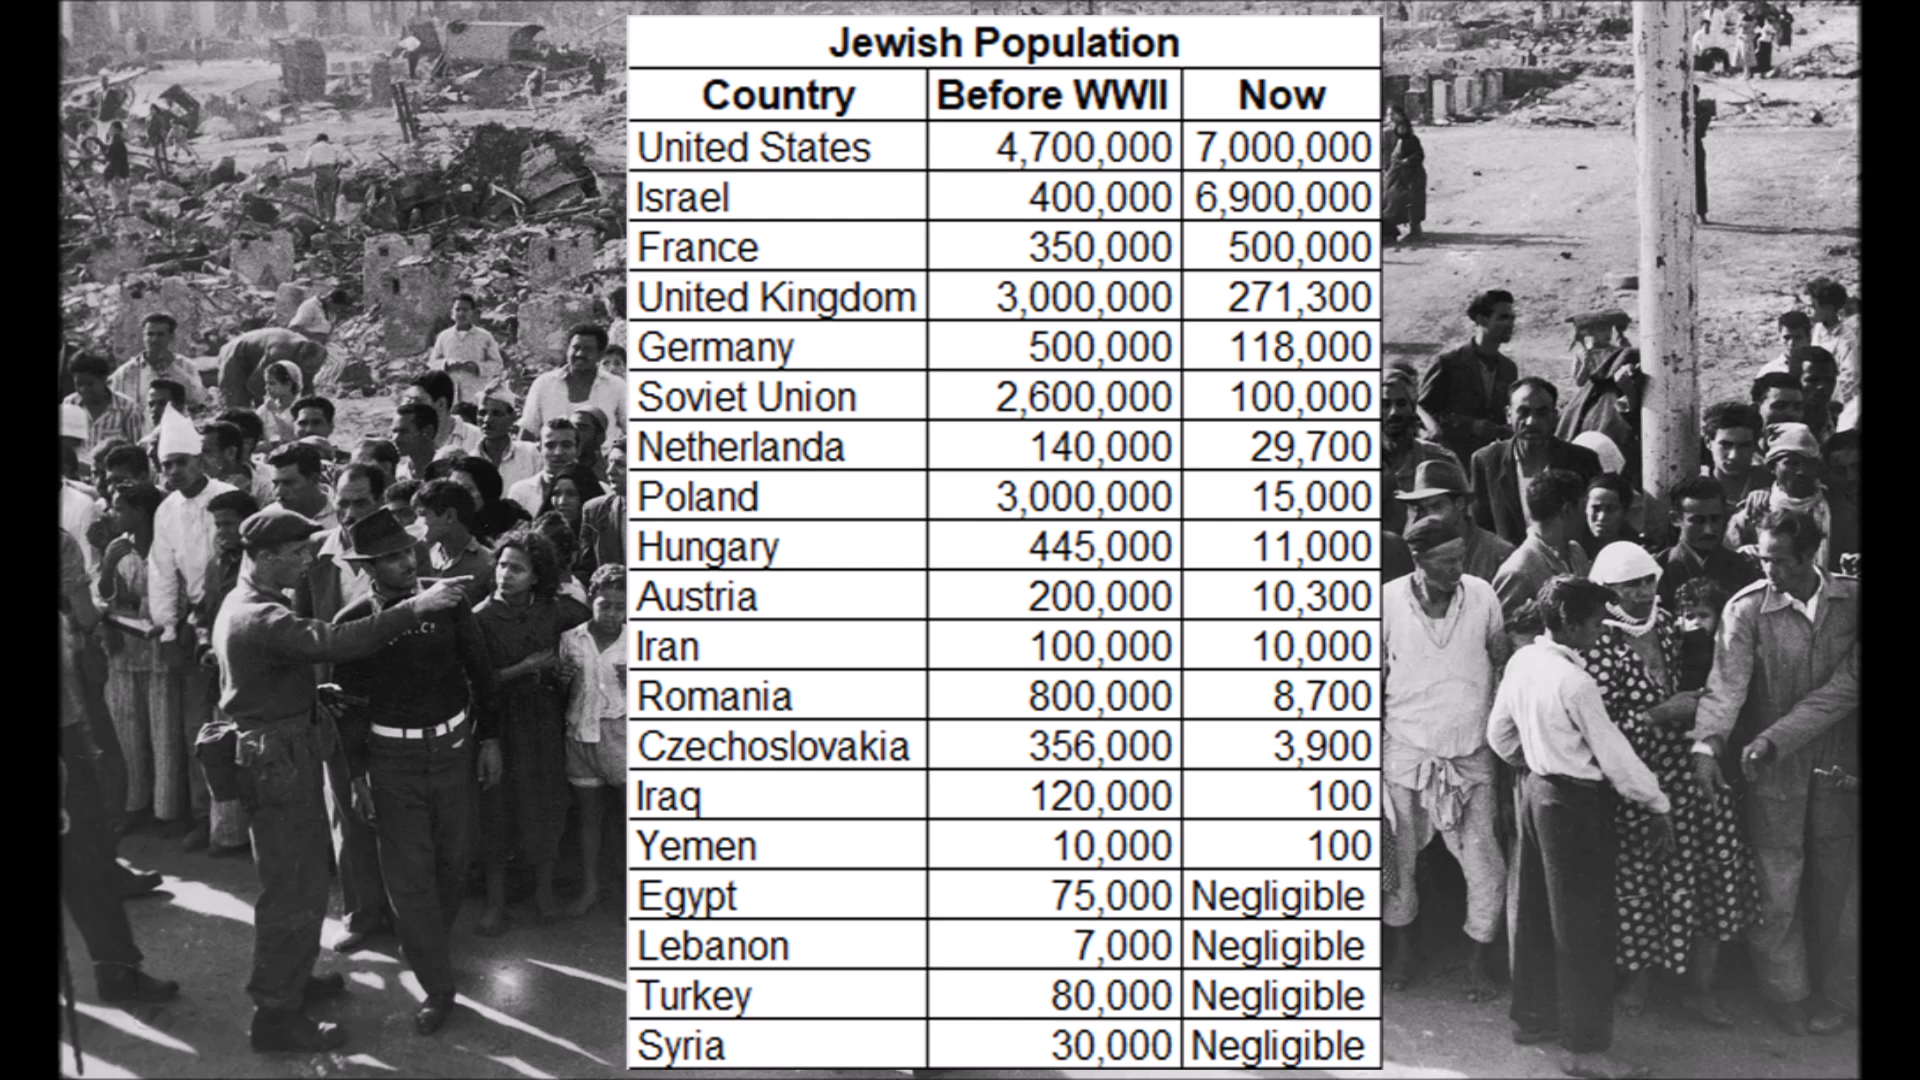 Jewish Population
Country Before WWII Now
United States 4,700,000 7,000,000
Israel 400,000 6,900,000
France 350,000 500,000
United Kingdom 3,000,000 271,300
Germany 500,000 118,000
Soviet Union 2,600,000 100,000
Netherlanda 140,000 29,700
Poland 3,000,000 15,000
Hungary 445,000 11,000
Austria 200,000 10,300
Iran 100,000 10,000
Romania 800,000 8,700
Czechoslovakia 356,000 3,900
Iraq 120,000 100
Yemen 10,000 100
Egypt 75,000 Negligible
Lebanon 7,000 Negligible
Turkey 80,000 Negligible
Syria 30,000 Negligible